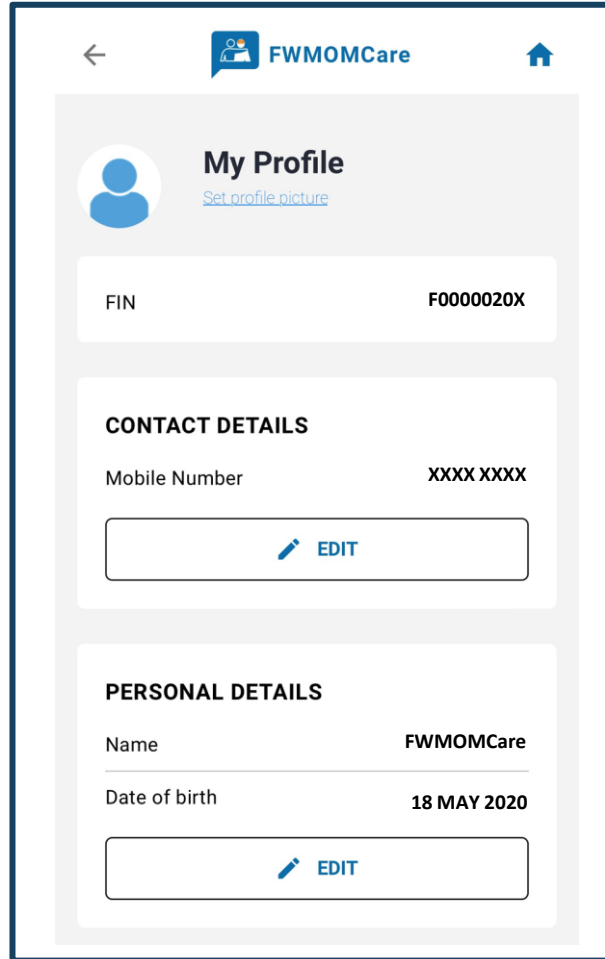 FWMOMCare
My Profile
Set profile picture
FIN F0000020X
CONTACT DETAILS
Mobile Number XXXX XXXX
EDIT
PERSONAL DETAILS
Name FWMOMCare
Date of birth 18 MAY 2020
EDIT